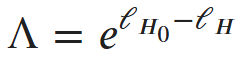 Λ = e^{ℓ_{H_0} − ℓ_H}